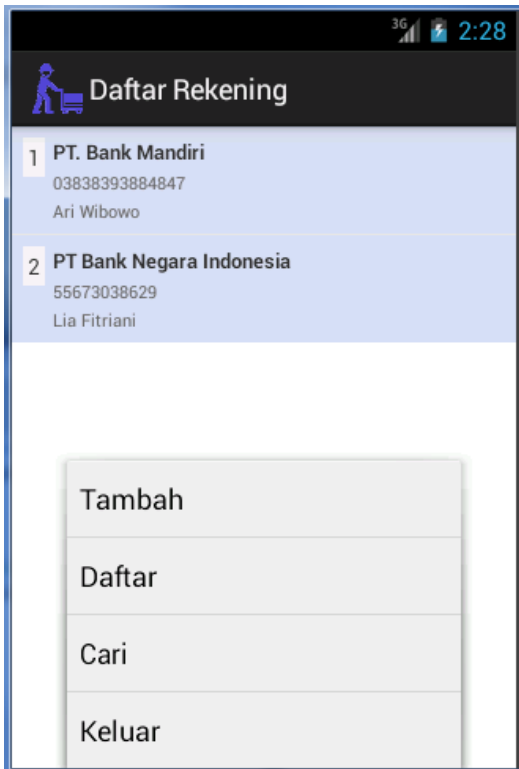 3G 2:28
Daftar Rekening
1 PT. Bank Mandiri
03838393884847
Ari Wibowo
2 PT Bank Negara Indonesia
55673038629
Lia Fitriani
Tambah
Daftar
Cari
Keluar